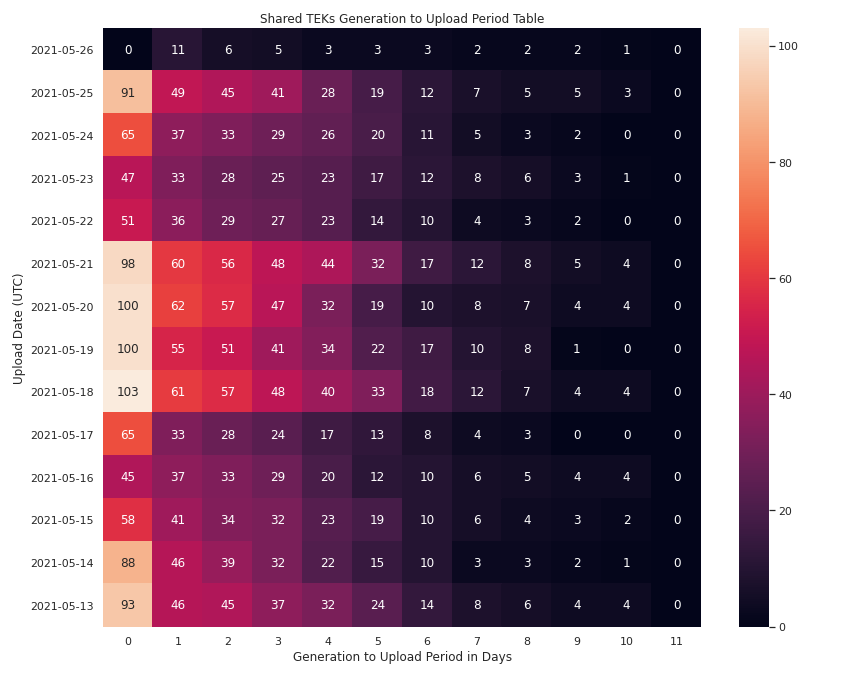 Shared TEKs Generation to Upload Period Table
Upload Date (UTC)
2021-05-26 0 11 6 5 3 3 3 2 2 2 1 0
2021-05-25 91 49 45 41 28 19 12 7 5 5 3 0
2021-05-24 65 37 33 29 26 20 11 5 3 2 0 0
2021-05-23 47 33 28 25 23 17 12 8 6 3 1 0
2021-05-22 51 36 29 27 23 14 10 4 3 2 0 0
2021-05-21 98 60 56 48 44 32 17 12 8 5 4 0
2021-05-20 100 62 57 47 32 19 10 8 7 4 4 0
2021-05-19 100 55 51 41 34 22 17 10 8 1 0 0
2021-05-18 103 61 57 48 40 33 18 12 7 4 4 0
2021-05-17 65 33 28 24 17 13 8 4 3 0 0 0
2021-05-16 45 37 33 29 20 12 10 6 5 4 4 0
2021-05-15 58 41 34 32 23 19 10 6 4 3 2 0
2021-05-14 88 46 39 32 22 15 10 3 3 2 1 0
2021-05-13 93 46 45 37 32 24 14 8 6 4 4 0
0 1 2 3 4 5 6 7 8 9 10 11
Generation to Upload Period in Days
100
80
60
40
20
0